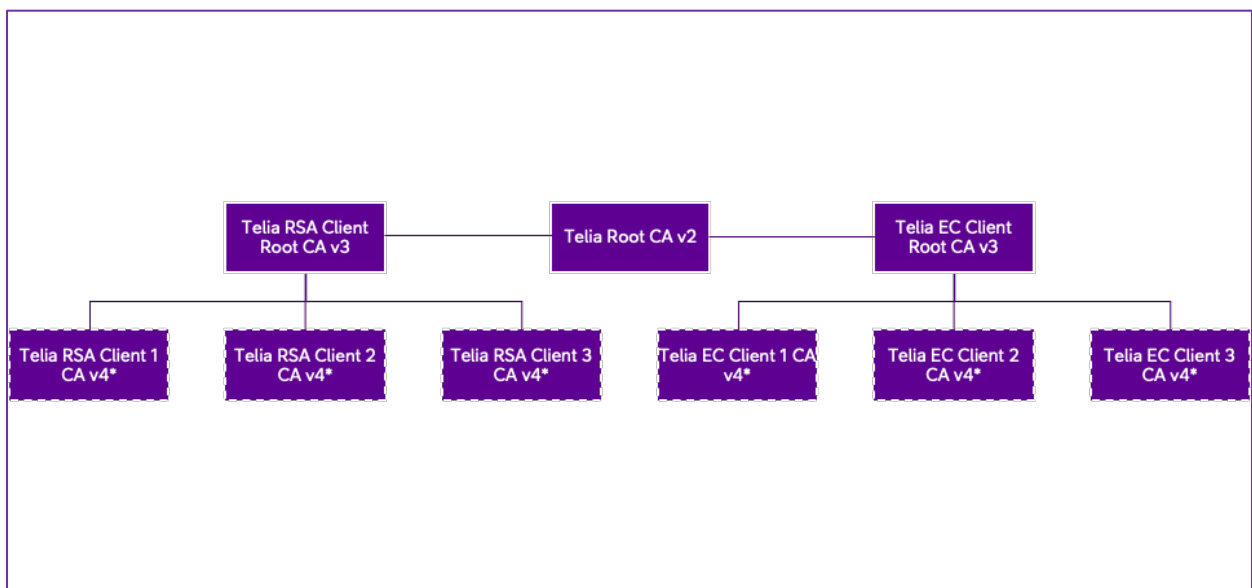 Telia RSA Client
Root CA v3
Telia Root CA v2
Telia EC Client
Root CA v3
Telia RSA Client 1
CA v4*
Telia RSA Client 2
CA v4*
Telia RSA Client 3
CA v4*
Telia EC Client 1 CA
v4*
Telia EC Client 2
CA v4*
Telia EC Client 3
CA v4*